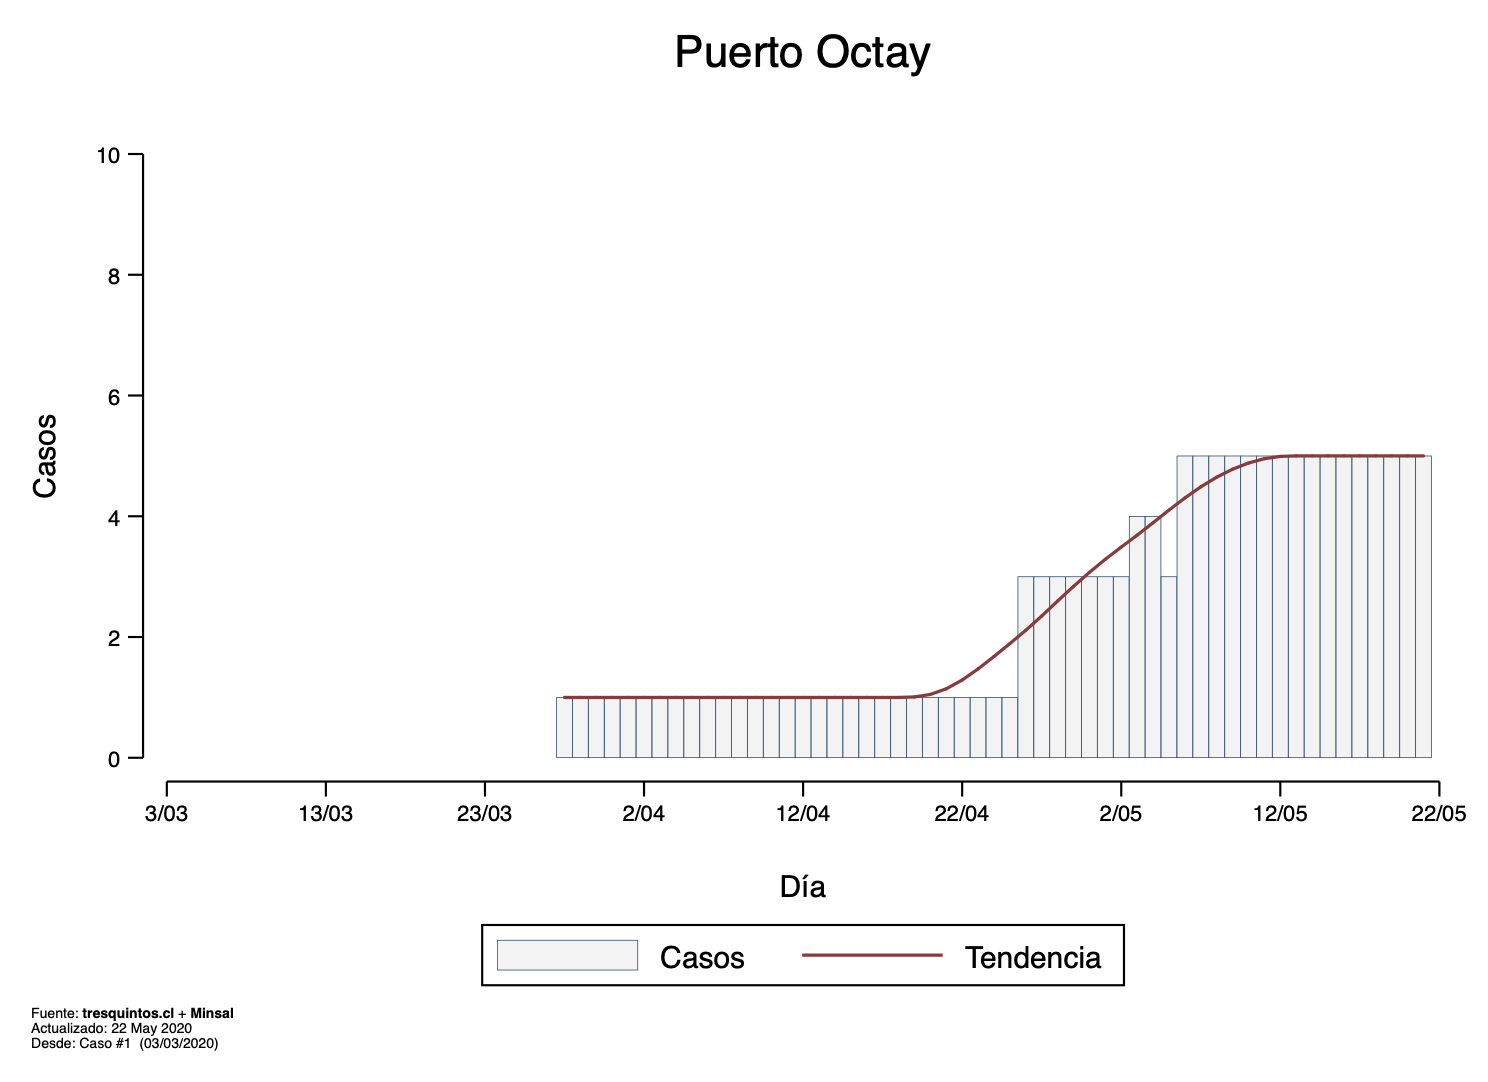 Puerto Octay
10
8
6
4
2
0
Casos
3/03 13/03 23/03 2/04 12/04 22/04 2/05 12/05 22/05
Día
Casos Tendencia
Fuente: tresquintos.cl + Minsal
Actualizado: 22 May 2020
Desde: Caso #1 (03/03/2020)